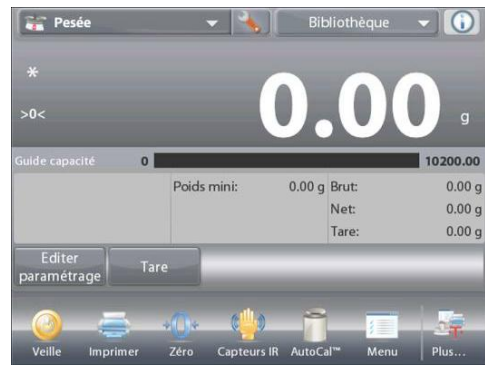 Pesée Bibliothèque
*
>0<
0.00 g
Guide capacité 0 10200.00
Poids mini: 0.00 g Brut: 0.00 g
Net: 0.00 g
Tare: 0.00 g
Editer
paramétrage Tare
Veille Imprimer Zéro Capteurs IR AutoCal™ Menu Plus...